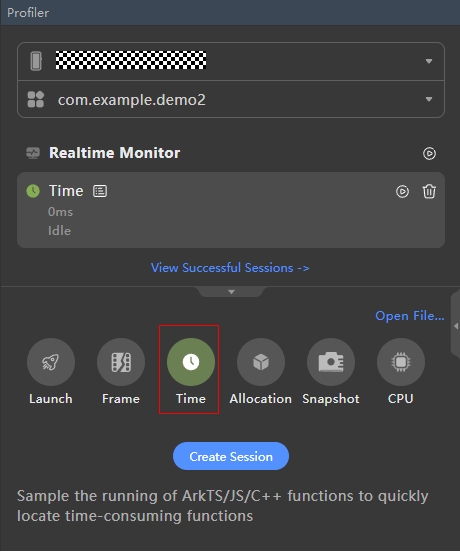 Profiler
com.example.demo2
Realtime Monitor
Time
0ms
Idle
View Successful Sessions ->
Open File...
Launch Frame Time Allocation Snapshot CPU
Create Session
Sample the running of ArkTS/JS/C++ functions to quickly
locate time-consuming functions